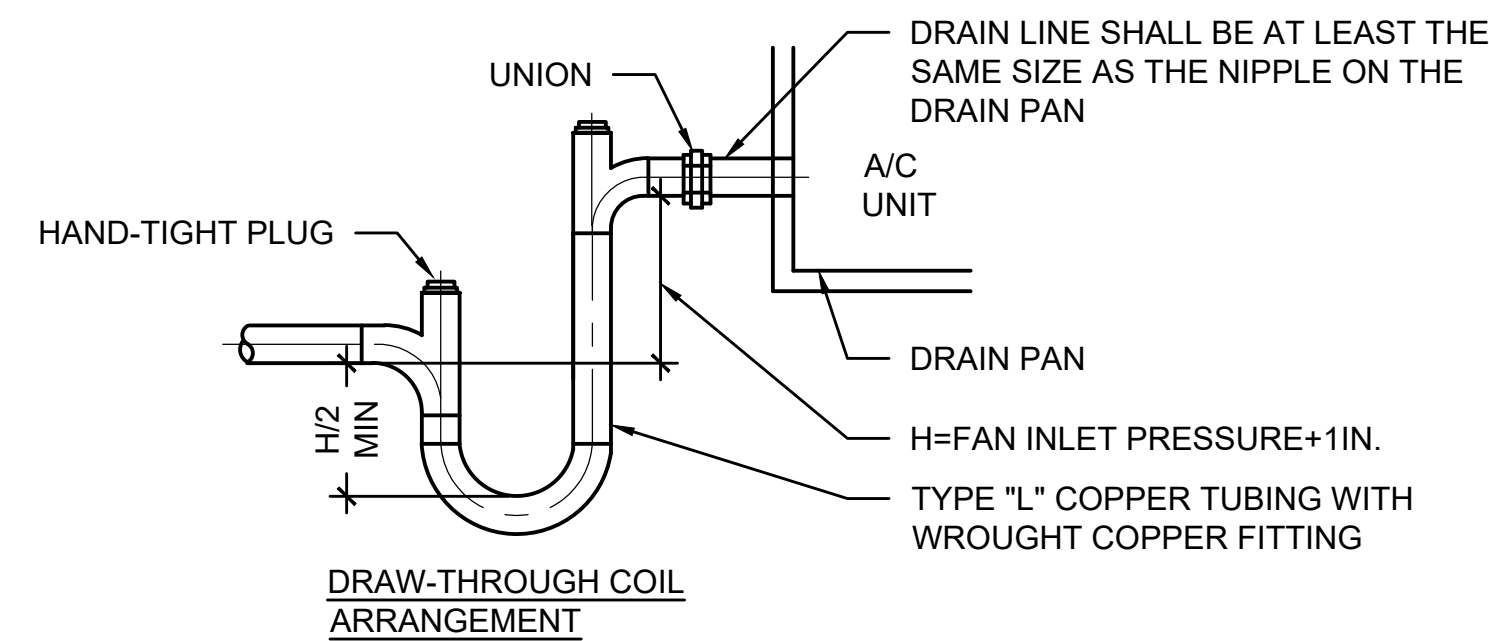 DRAIN LINE SHALL BE AT LEAST THE
SAME SIZE AS THE NIPPLE ON THE
DRAIN PAN
UNION
A/C
UNIT
HAND-TIGHT PLUG
DRAIN PAN
H/2
MIN
H=FAN INLET PRESSURE+1IN.
TYPE "L" COPPER TUBING WITH
WROUGHT COPPER FITTING
DRAW-THROUGH COIL
ARRANGEMENT